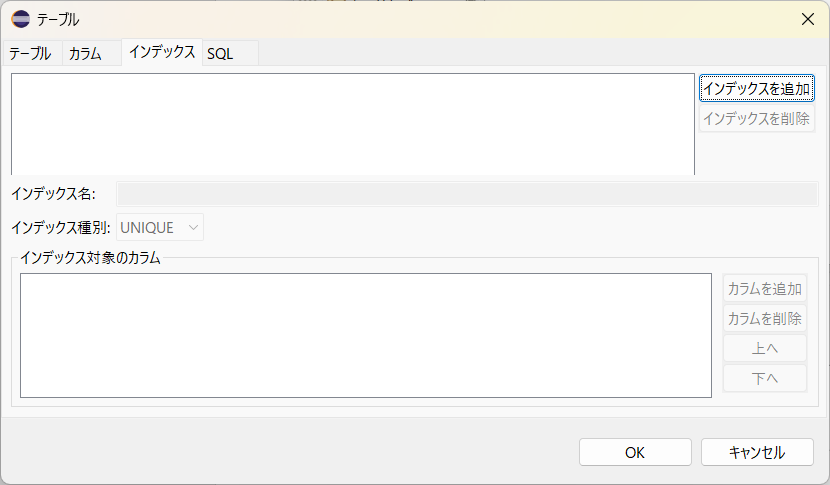 テーブル
テーブル カラム インデックス SQL
インデックスを追加
インデックスを削除
インデックス名:
インデックス種別: UNIQUE
インデックス対象のカラム
カラムを追加
カラムを削除
上へ
下へ
OK キャンセル